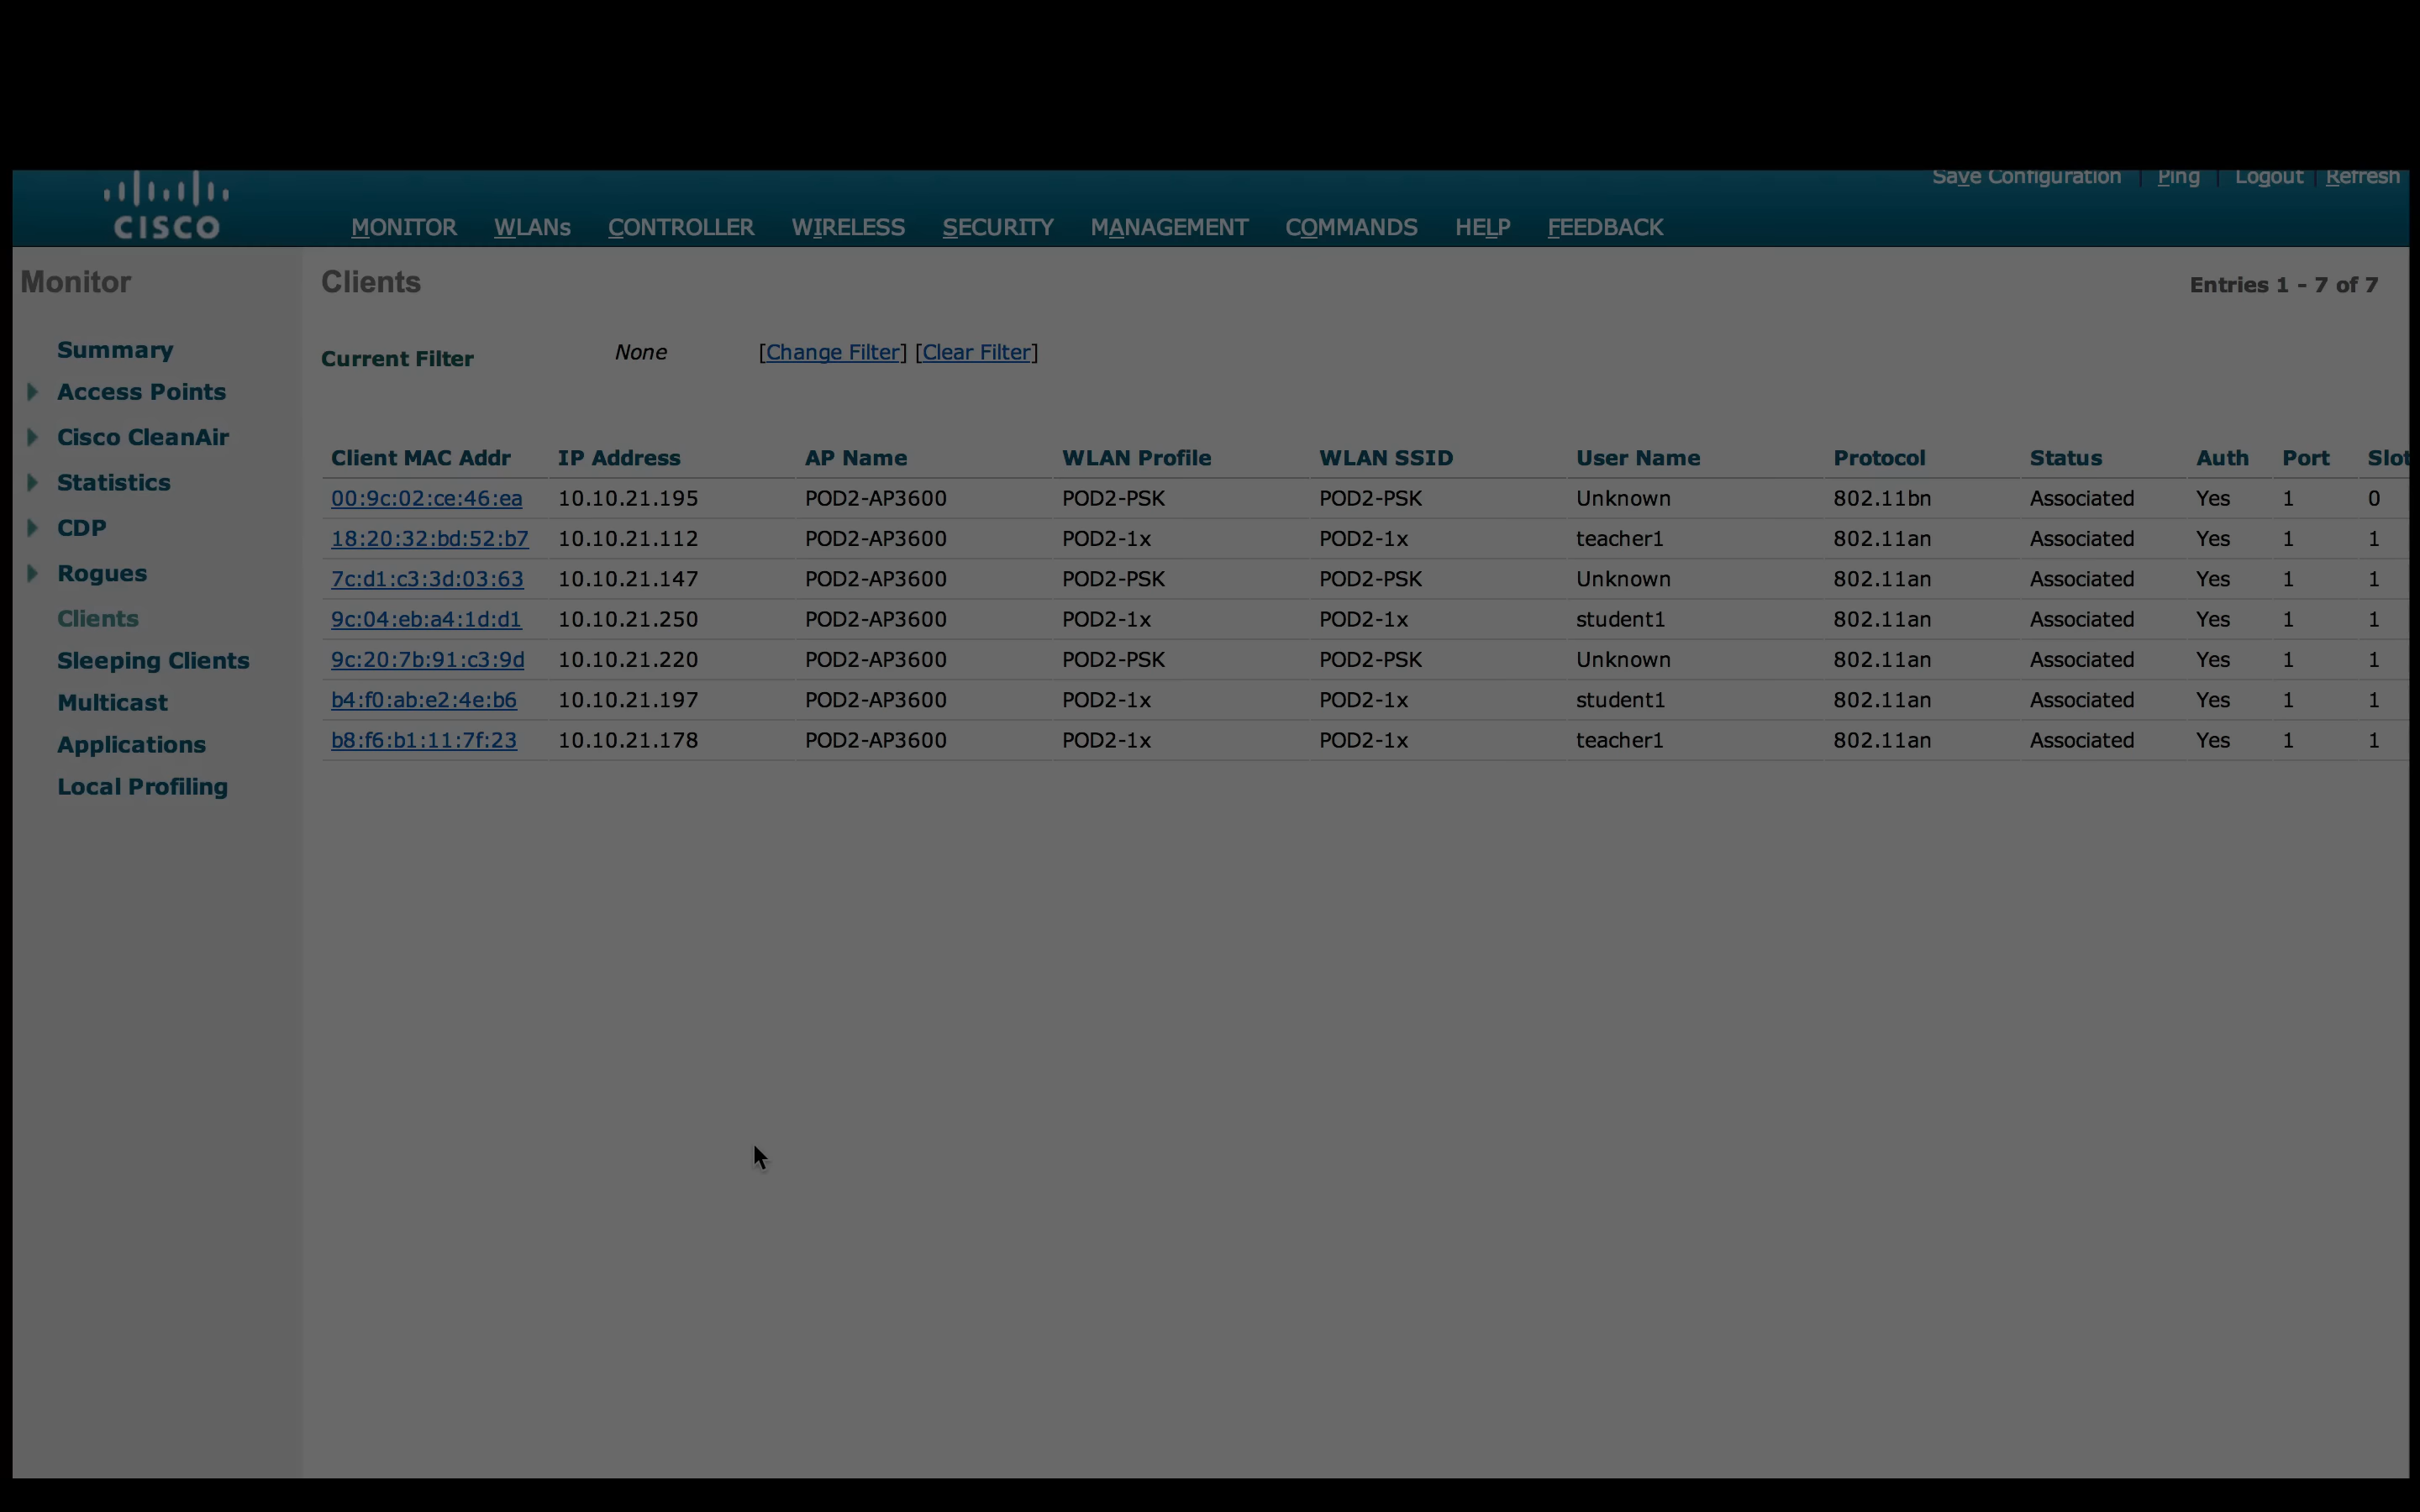 Save Configuration | Ping | Logout | Refresh
CISCO
MONITOR WLANs CONTROLLER WIRELESS SECURITY MANAGEMENT COMMANDS HELP FEEDBACK
Monitor
Summary
Access Points
Cisco CleanAir
Statistics
CDP
Rogues
Clients
Sleeping Clients
Multicast
Applications
Local Profiling
Clients
Entries 1 - 7 of 7
Current Filter None [Change Filter] [Clear Filter]
Client MAC Addr IP Address AP Name WLAN Profile WLAN SSID User Name Protocol Status Auth Port Slot
00:9c:02:ce:46:ea 10.10.21.195 POD2-AP3600 POD2-PSK POD2-PSK Unknown 802.11bn Associated Yes 1 0
18:20:32:bd:52:b7 10.10.21.112 POD2-AP3600 POD2-1x POD2-1x teacher1 802.11an Associated Yes 1 1
7c:d1:c3:3d:03:63 10.10.21.147 POD2-AP3600 POD2-PSK POD2-PSK Unknown 802.11an Associated Yes 1 1
9c:04:eb:a4:1d:d1 10.10.21.250 POD2-AP3600 POD2-1x POD2-1x student1 802.11an Associated Yes 1 1
9c:20:7b:91:c3:9d 10.10.21.220 POD2-AP3600 POD2-PSK POD2-PSK Unknown 802.11an Associated Yes 1 1
b4:f0:ab:e2:4e:b6 10.10.21.197 POD2-AP3600 POD2-1x POD2-1x student1 802.11an Associated Yes 1 1
b8:f6:b1:11:7f:23 10.10.21.178 POD2-AP3600 POD2-1x POD2-1x teacher1 802.11an Associated Yes 1 1